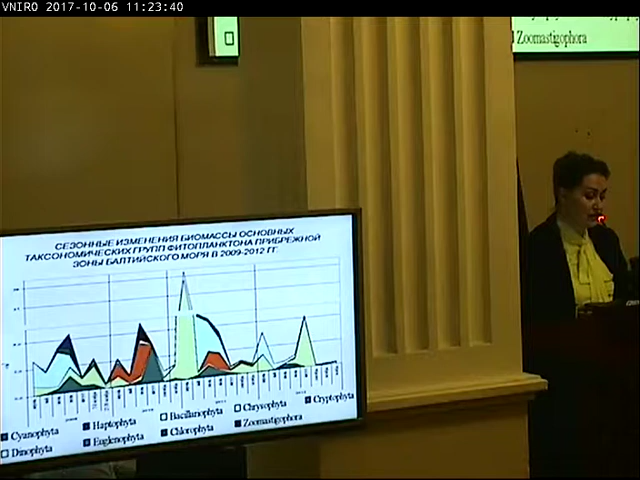 VNIRO 2017-10-06 11:23:40
Zoomastigophora
СЕЗОННЫЕ ИЗМЕНЕНИЯ БИОМАССЫ ОСНОВНЫХ
ТАКСОНОМИЧЕСКИХ ГРУПП ФИТОПЛАНКТОНА ПРИБРЕЖНОЙ
ЗОНЫ БАЛТИЙСКОГО МОРЯ В 2009-2012 ГГ.
Cyanophyta Haptophyta Bacillariophyta Chrysophyta Cryptophyta
Dinophyta Euglenophyta Chlorophyta Zoomastigophora